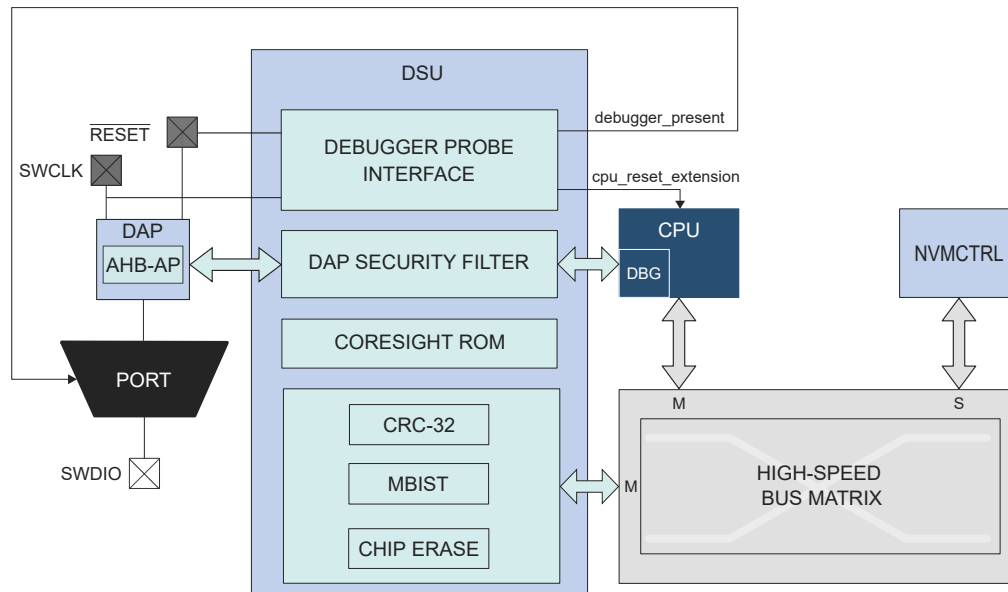 DSU
debugger_present
RESET
DEBUGGER PROBE
INTERFACE
SWCLK
cpu_reset_extension
DAP
AHB-AP
DAP SECURITY FILTER
CPU
DBG
NVMCTRL
CORESIGHT ROM
PORT
M
S
CRC-32
SWDIO
MBIST
M
HIGH-SPEED
BUS MATRIX
CHIP ERASE